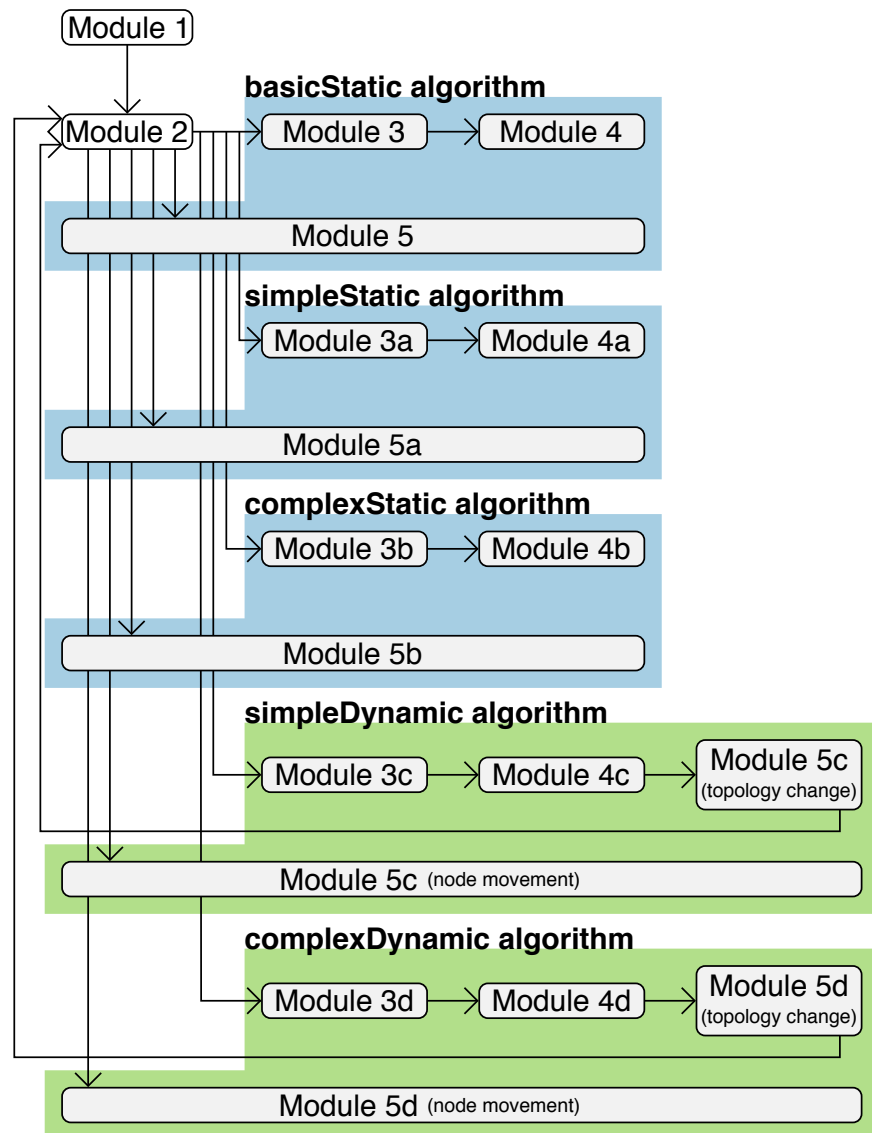 Module 1
basicStatic algorithm
Module 2
Module 3
Module 4
Module 5
simpleStatic algorithm
Module 3a
Module 4a
Module 5a
complexStatic algorithm
Module 3b
Module 4b
Module 5b
simpleDynamic algorithm
Module 3c
Module 4c
Module 5c
(topology change)
Module 5c (node movement)
complexDynamic algorithm
Module 3d
Module 4d
Module 5d
(topology change)
Module 5d (node movement)